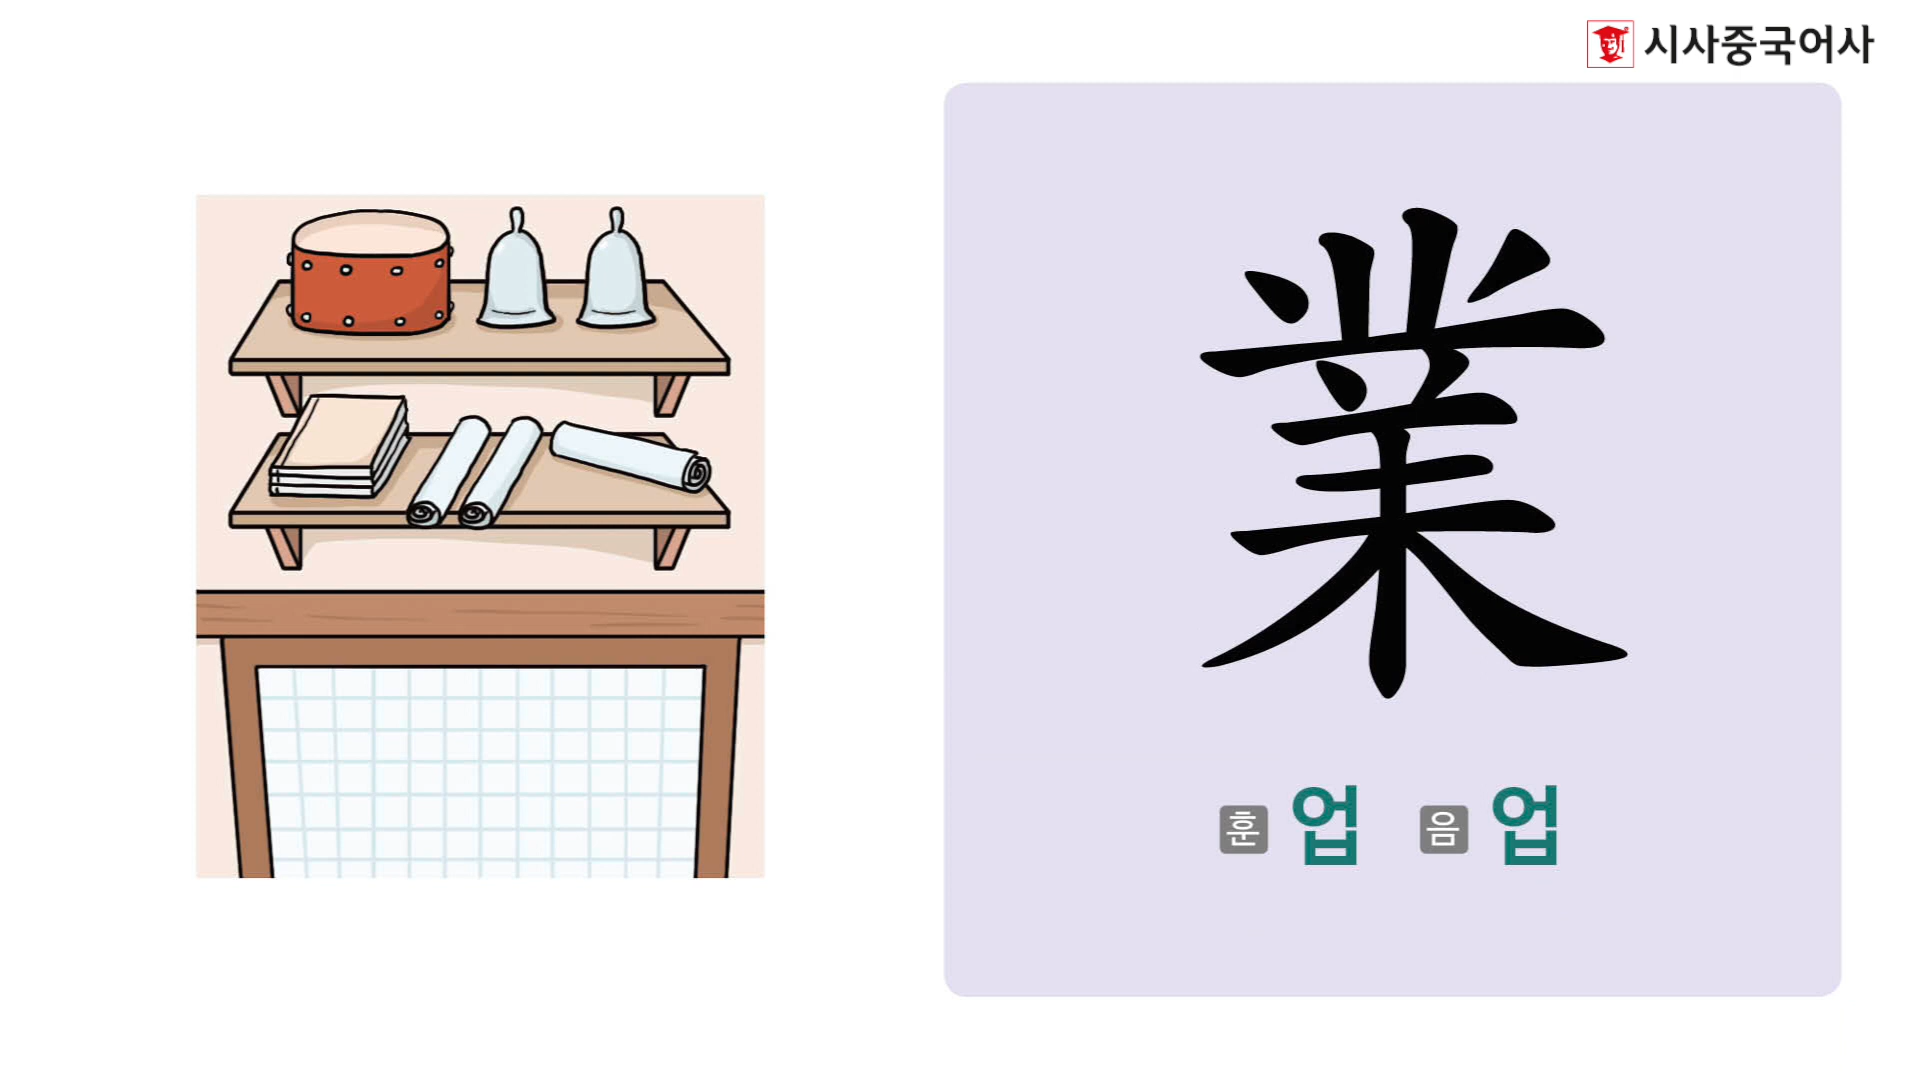 시사중국어사
業
훈 업 음 업